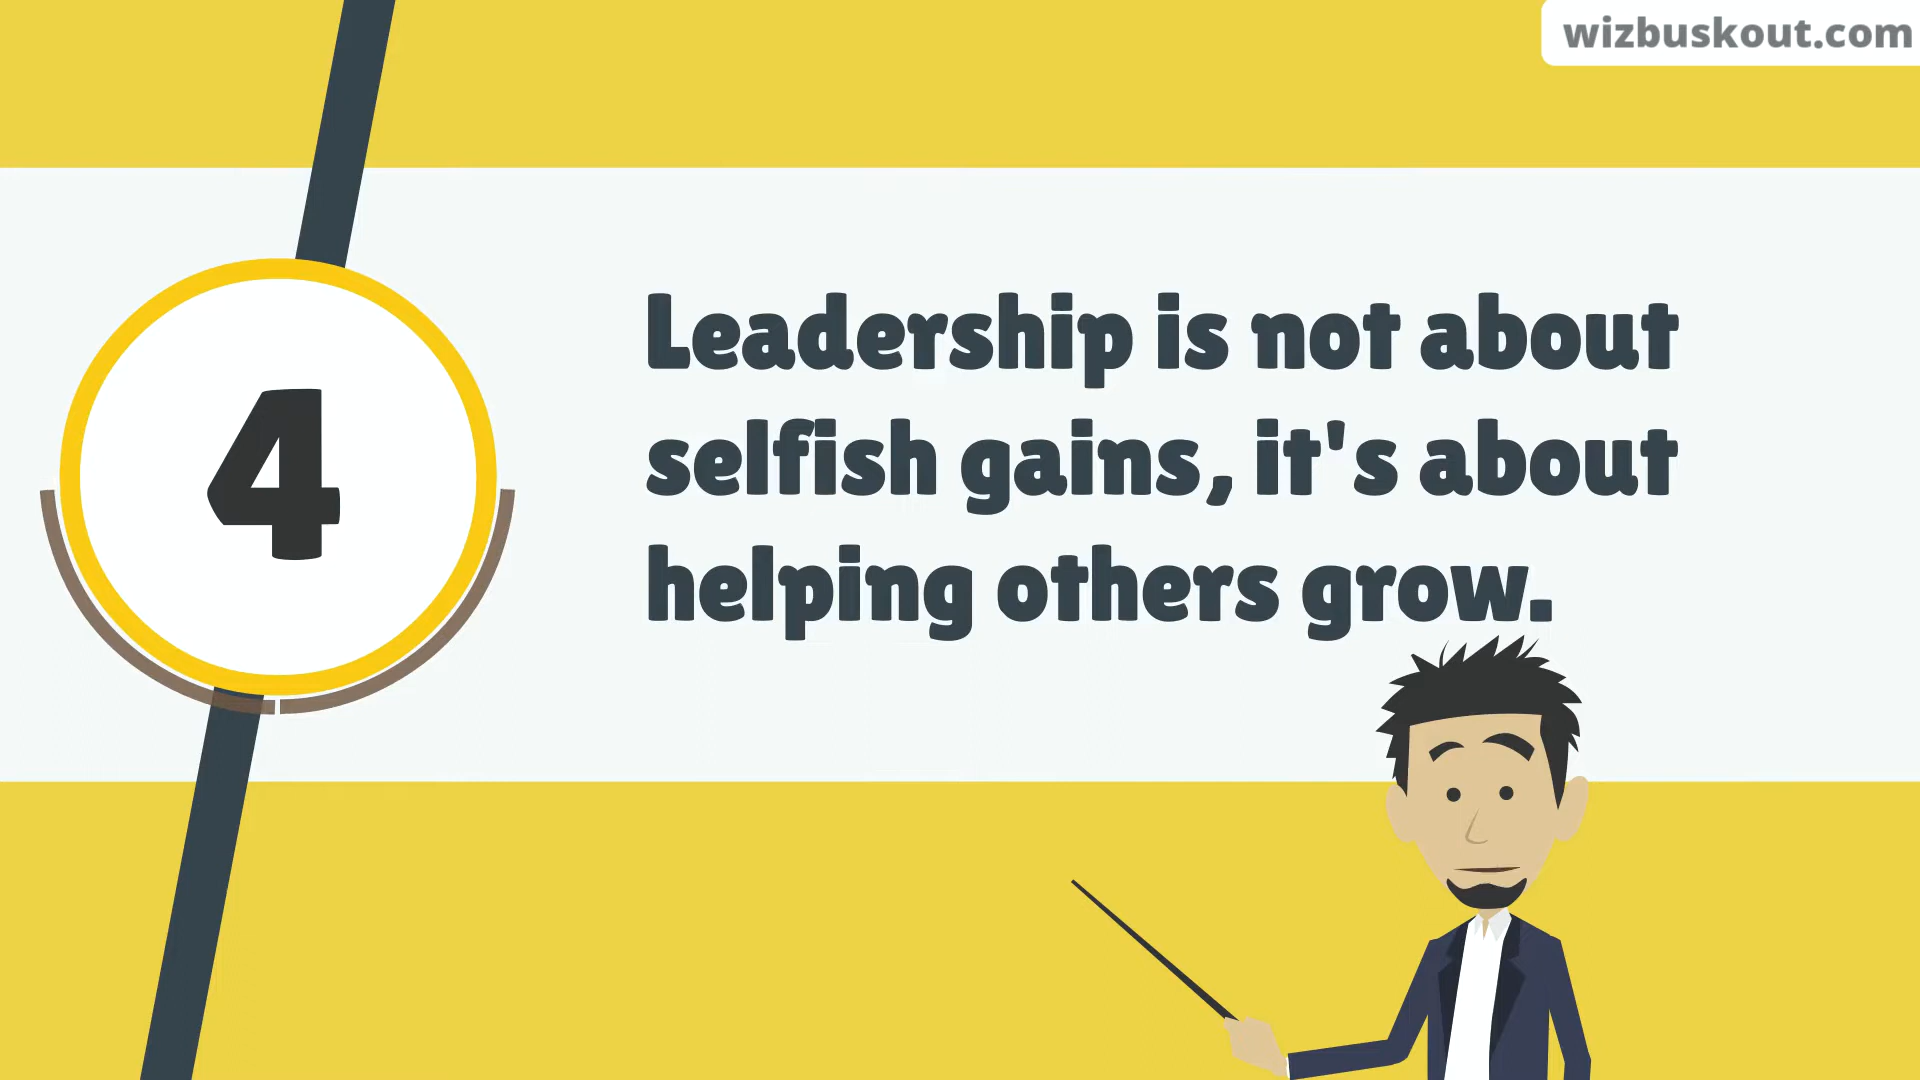 wizbuskout.com
4
Leadership is not about
selfish gains, it's about
helping others grow.